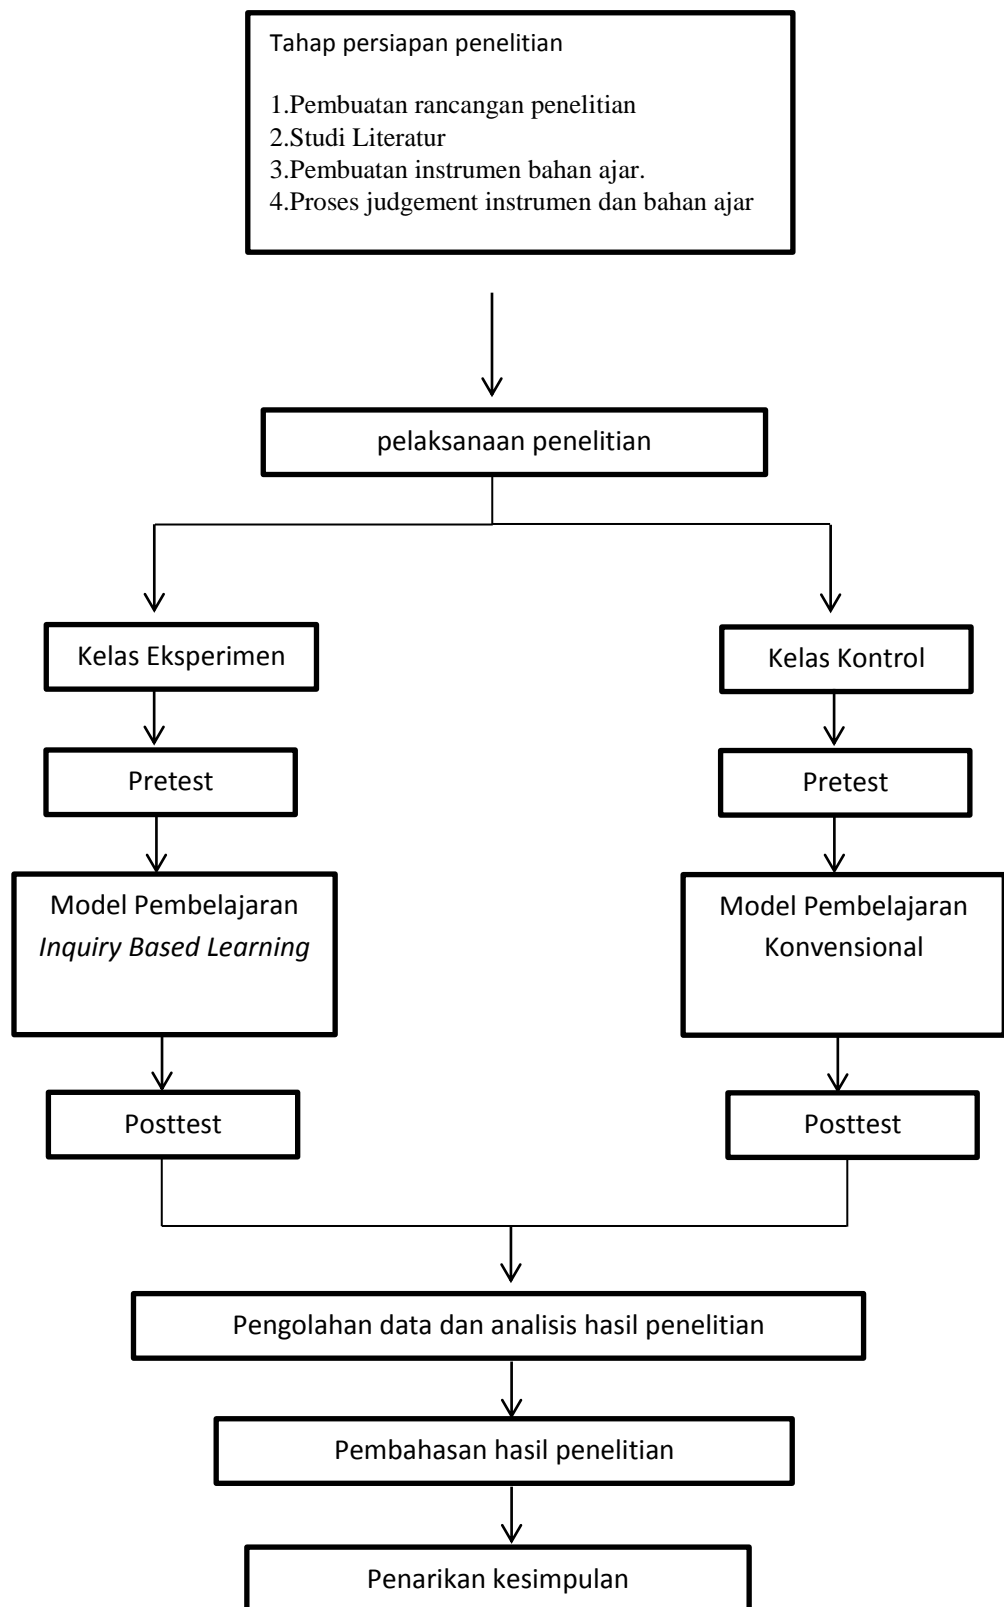 Tahap persiapan penelitian
1.Pembuatan rancangan penelitian
2.Studi Literatur
3.Pembuatan instrumen bahan ajar.
4.Proses judgement instrumen dan bahan ajar
pelaksanaan penelitian
Kelas Eksperimen
Kelas Kontrol
Pretest
Pretest
Model Pembelajaran
Inquiry Based Learning
Model Pembelajaran
Konvensional
Posttest
Posttest
Pengolahan data dan analisis hasil penelitian
Pembahasan hasil penelitian
Penarikan kesimpulan